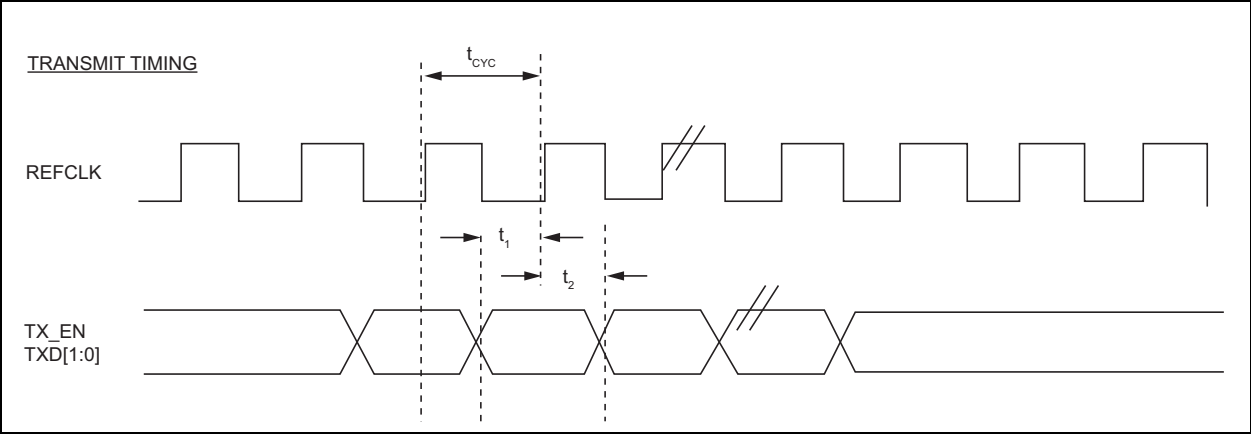 TRANSMIT TIMING
tCYC
REFCLK
t1
t2
TX_EN
TXD[1:0]